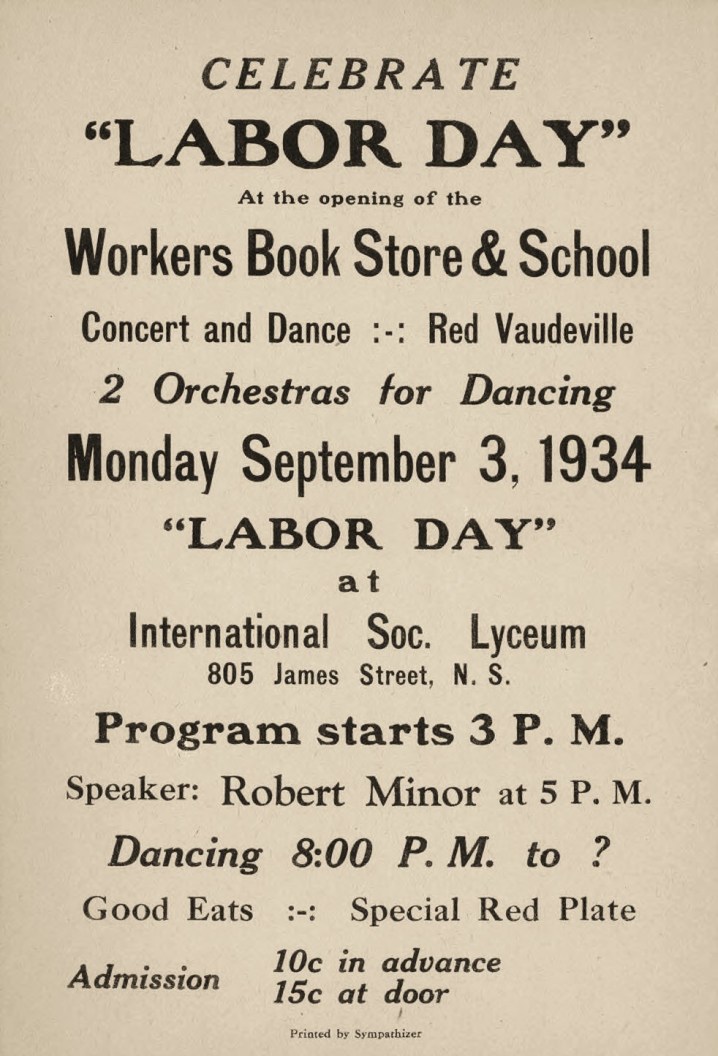 CELEBRATE
“LABOR DAY”
At the opening of the
Workers Book Store & School
Concert and Dance :-: Red Vaudeville
2 Orchestras for Dancing
Monday September 3, 1934
“LABOR DAY”
at
International Soc. Lyceum
805 James Street, N. S.
Program starts 3 P. M.
Speaker: Robert Minor at 5 P. M.
Dancing 8:00 P. M. to ?
Good Eats :-: Special Red Plate
Admission 10c in advance
15c at door
Printed by Sympathizer